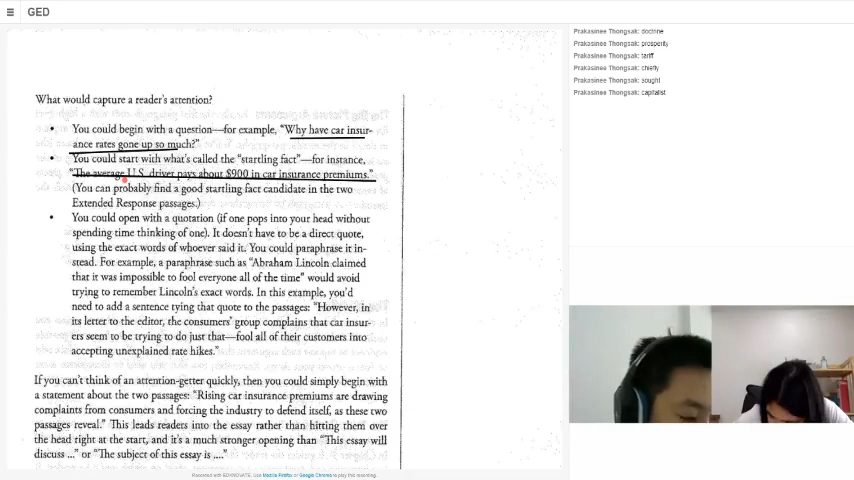 GED
What would capture a reader's attention?
• You could begin with a question—for example, "Why have car insur-
ance rates gone up so much?"
• You could start with what's called the "startling fact"—for instance,
"The average U.S. driver pays about $900 in car insurance premiums."
(You can probably find a good startling fact candidate in the two
Extended Response passages.)
• You could open with a quotation (if one pops into your head without
spending time thinking of one). It doesn't have to be a direct quote,
using the exact words of whoever said it. You could paraphrase it in-
stead. For example, a paraphrase such as "Abraham Lincoln claimed
that it was impossible to fool everyone all of the time" would avoid
trying to remember Lincoln's exact words. In this example, you'd
need to add a sentence tying that quote to the passages: "However, in
its letter to the editor, the consumers' group complains that car insur-
ers seem to be trying to do just that—fool all of their customers into
accepting unexplained rate hikes."
If you can't think of an attention-getter quickly, then you could simply begin with
a statement about the two passages: "Rising car insurance premiums are drawing
complaints from consumers and forcing the industry to defend itself, as these two
passages reveal." This leads readers into the essay rather than hitting them over
the head right at the start, and it's a much stronger opening than "This essay will
discuss ..." or "The subject of this essay is ...."
Prakasinee Thongsak: doctrine
Prakasinee Thongsak: prosperity
Prakasinee Thongsak: tariff
Prakasinee Thongsak: chiefly
Prakasinee Thongsak: sought
Prakasinee Thongsak: capitalist
Use Mozilla Firefox or Google Chrome to play this recording.